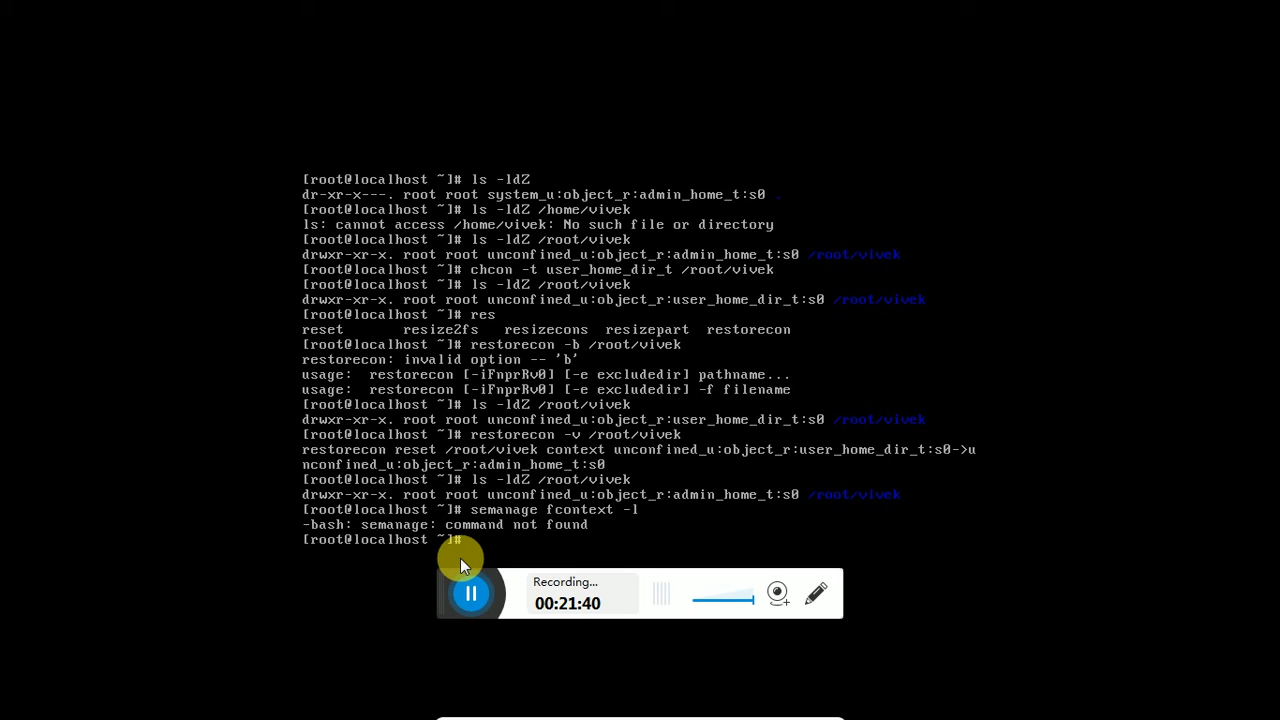 [root@localhost ~]# ls -ldZ
dr-xr-x---. root root system_u:object_r:admin_home_t:s0 .
[root@localhost ~]# ls -ldZ /home/vivek
ls: cannot access /home/vivek: No such file or directory
[root@localhost ~]# ls -ldZ /root/vivek
drwxr-xr-x. root root unconfined_u:object_r:admin_home_t:s0 /root/vivek
[root@localhost ~]# chcon -t user_home_dir_t /root/vivek
[root@localhost ~]# ls -ldZ /root/vivek
drwxr-xr-x. root root unconfined_u:object_r:user_home_dir_t:s0 /root/vivek
[root@localhost ~]# res
reset resize2fs resizecons resizepart restorecon
[root@localhost ~]# restorecon -b /root/vivek
restorecon: invalid option -- 'b'
usage: restorecon [-iFnprRv0] [-e excludedir] pathname...
usage: restorecon [-iFnprRv0] [-e excludedir] -f filename
[root@localhost ~]# ls -ldZ /root/vivek
drwxr-xr-x. root root unconfined_u:object_r:user_home_dir_t:s0 /root/vivek
[root@localhost ~]# restorecon -v /root/vivek
restorecon reset /root/vivek context unconfined_u:object_r:user_home_dir_t:s0->u
nconfined_u:object_r:admin_home_t:s0
[root@localhost ~]# ls -ldZ /root/vivek
drwxr-xr-x. root root unconfined_u:object_r:admin_home_t:s0 /root/vivek
[root@localhost ~]# semanage fcontext -l
-bash: semanage: command not found
[root@localhost ~]#
Recording...
00:21:40